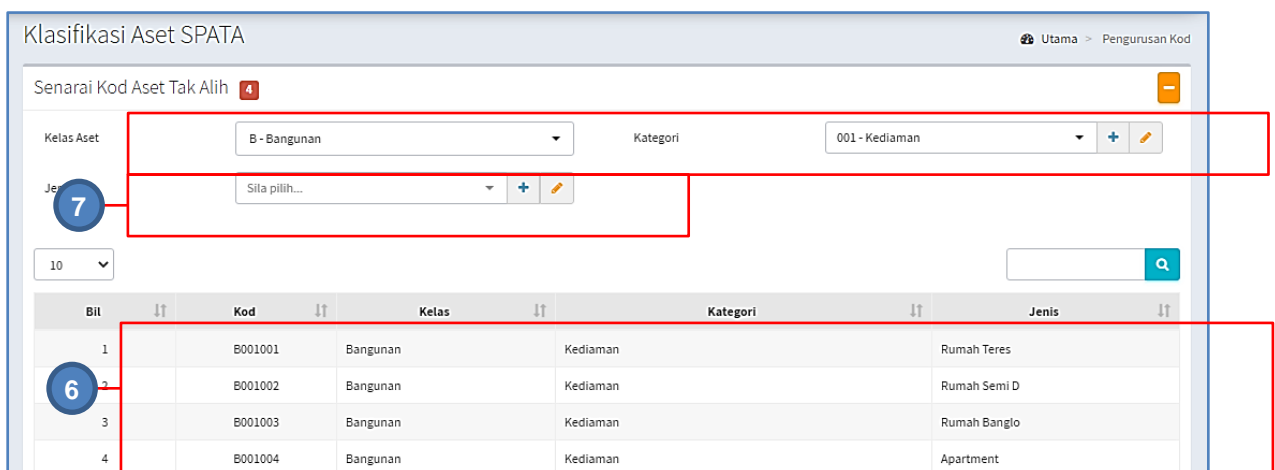 Klasifikasi Aset SPATA
Utama > Pengurusan Kod
Senarai Kod Aset Tak Alih 4
Kelas Aset B - Bangunan Kategori 001 - Kediaman
Sila pilih...
7
10
Bil Kod Kelas Kategori Jenis
1 B001001 Bangunan Kediaman Rumah Teres
2 B001002 Bangunan Kediaman Rumah Semi D
6
3 B001003 Bangunan Kediaman Rumah Banglo
4 B001004 Bangunan Kediaman Apartment